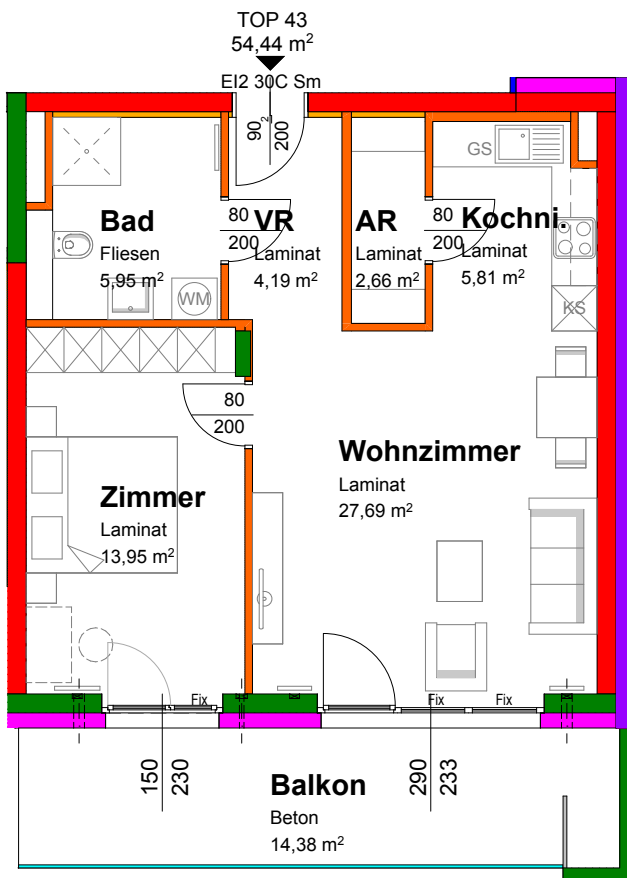 TOP 43
54,44 m²
EI2 30C Sm
90
2
200
GS
Bad
Fliesen
5,95 m²
80
200
VR
Laminat
4,19 m²
AR
Laminat
2,66 m²
80
200
Kochni.
Laminat
5,81 m²
WM
KS
80
200
Wohnzimmer
Laminat
27,69 m²
Zimmer
Laminat
13,95 m²
Fix
Fix
Fix
150
230
290
233
Balkon
Beton
14,38 m²